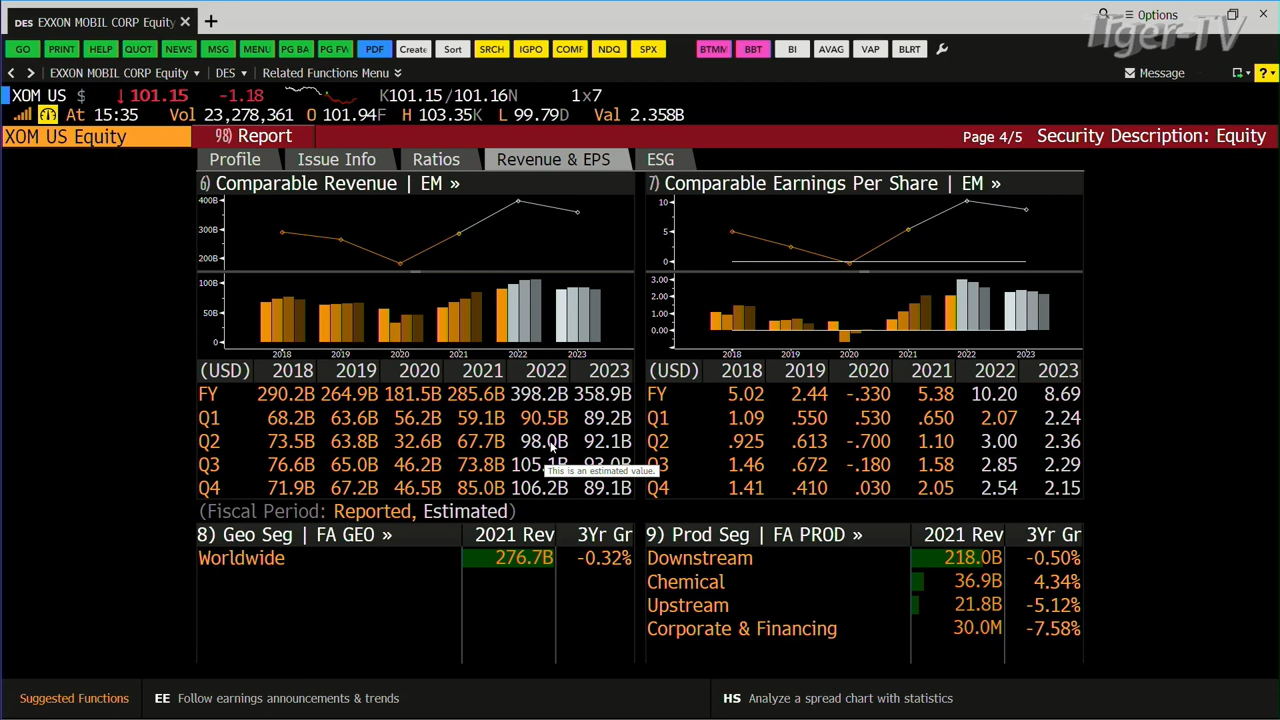 DES EXXON MOBIL CORP Equity
Options
Tiger-TV
GO PRINT HELP QUOT NEWS MSG MENU PG BA PG FW PDF Create Sort SRCH IGPO COMF NDQ SPX BTMM BBT BI AVAG VAP BLRT
EXXON MOBIL CORP Equity DES Related Functions Menu Message ?
XOM US $ ↓101.15 -1.18 K101.15/101.16N 1x7
At 15:35 Vol 23,278,361 O 101.94F H 103.35K L 99.79D Val 2.358B
XOM US Equity 98) Report Page 4/5 Security Description: Equity
Profile Issue Info Ratios Revenue & EPS ESG
6) Comparable Revenue | EM »
400B
300B
200B
100B
50B
0
2018 2019 2020 2021 2022 2023
(USD) 2018 2019 2020 2021 2022 2023
FY 290.2B 264.9B 181.5B 285.6B 398.2B 358.9B
Q1 68.2B 63.6B 56.2B 59.1B 90.5B 89.2B
Q2 73.5B 63.8B 32.6B 67.7B 98.0B 92.1B
Q3 76.6B 65.0B 46.2B 73.8B 105.1B 93.0B
This is an estimated value.
Q4 71.9B 67.2B 46.5B 85.0B 106.2B 89.1B
(Fiscal Period: Reported, Estimated)
7) Comparable Earnings Per Share | EM »
10
5
0
3.00
2.00
1.00
0.00
2018 2019 2020 2021 2022 2023
(USD) 2018 2019 2020 2021 2022 2023
FY 5.02 2.44 -.330 5.38 10.20 8.69
Q1 1.09 .550 .530 .650 2.07 2.24
Q2 .925 .613 -.700 1.10 3.00 2.36
Q3 1.46 .672 -.180 1.58 2.85 2.29
Q4 1.41 .410 .030 2.05 2.54 2.15
8) Geo Seg | FA GEO » 2021 Rev 3Yr Gr
Worldwide 276.7B -0.32%
9) Prod Seg | FA PROD » 2021 Rev 3Yr Gr
Downstream 218.0B -0.50%
Chemical 36.9B 4.34%
Upstream 21.8B -5.12%
Corporate & Financing 30.0M -7.58%
Suggested Functions EE Follow earnings announcements & trends HS Analyze a spread chart with statistics